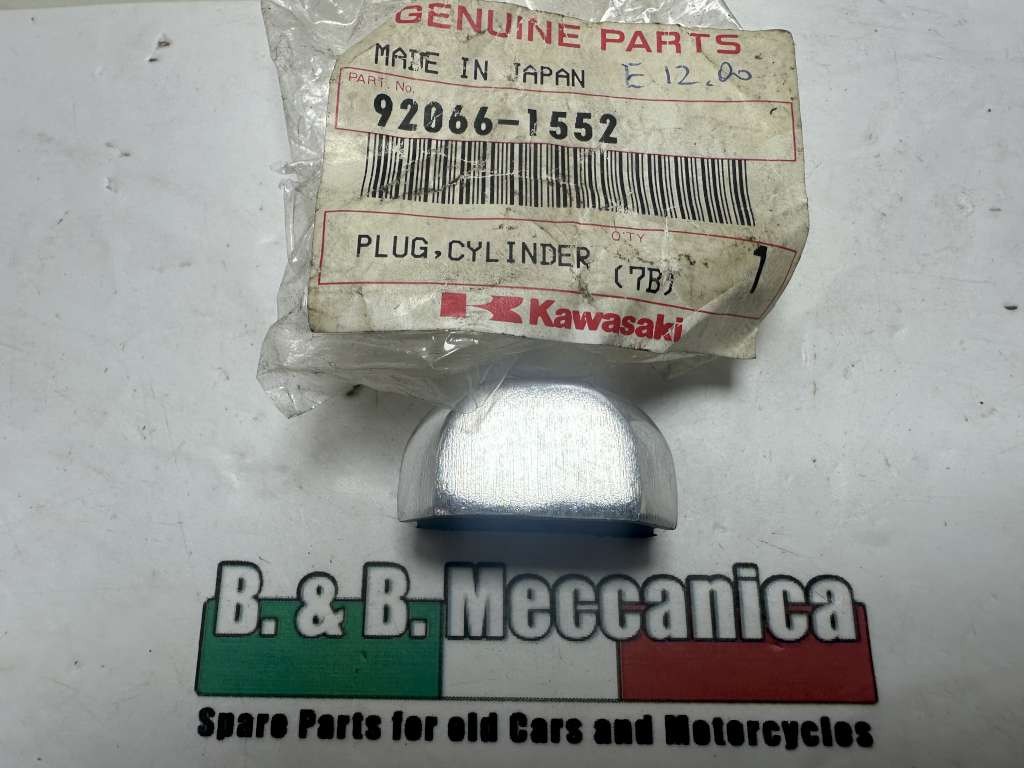 GENUINE PARTS
MADE IN JAPAN E 12,00
PART. No.
92066-1552
Q'TY
PLUG,CYLINDER (7B) 1
Kawasaki
B. & B. Meccanica
Spare Parts for old Cars and Motorcycles